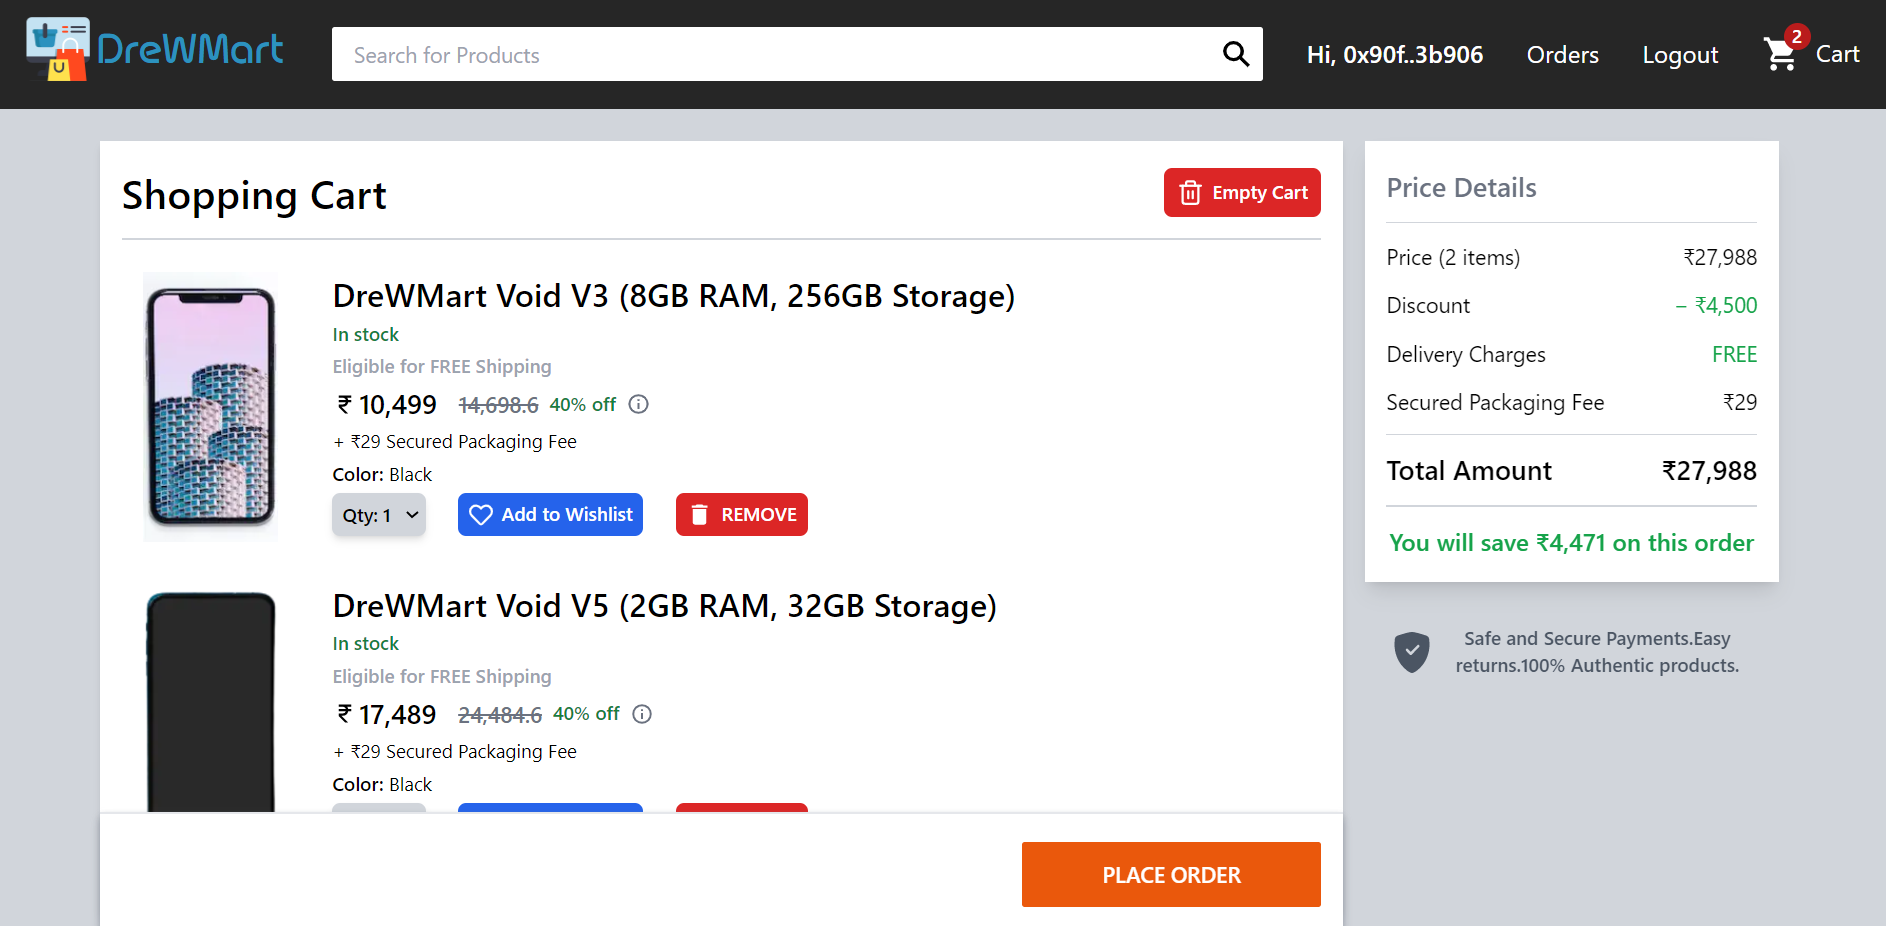 DreWMart
Search for Products
Hi, 0x90f..3b906
Orders
Logout
2
Cart
Shopping Cart
Empty Cart
DreWMart Void V3 (8GB RAM, 256GB Storage)
In stock
Eligible for FREE Shipping
₹ 10,499 14,698.6 40% off
+ ₹29 Secured Packaging Fee
Color: Black
Qty: 1
Add to Wishlist
REMOVE
DreWMart Void V5 (2GB RAM, 32GB Storage)
In stock
Eligible for FREE Shipping
₹ 17,489 24,484.6 40% off
+ ₹29 Secured Packaging Fee
Color: Black
PLACE ORDER
Price Details
Price (2 items) ₹27,988
Discount − ₹4,500
Delivery Charges FREE
Secured Packaging Fee ₹29
Total Amount ₹27,988
You will save ₹4,471 on this order
Safe and Secure Payments.Easy
returns.100% Authentic products.